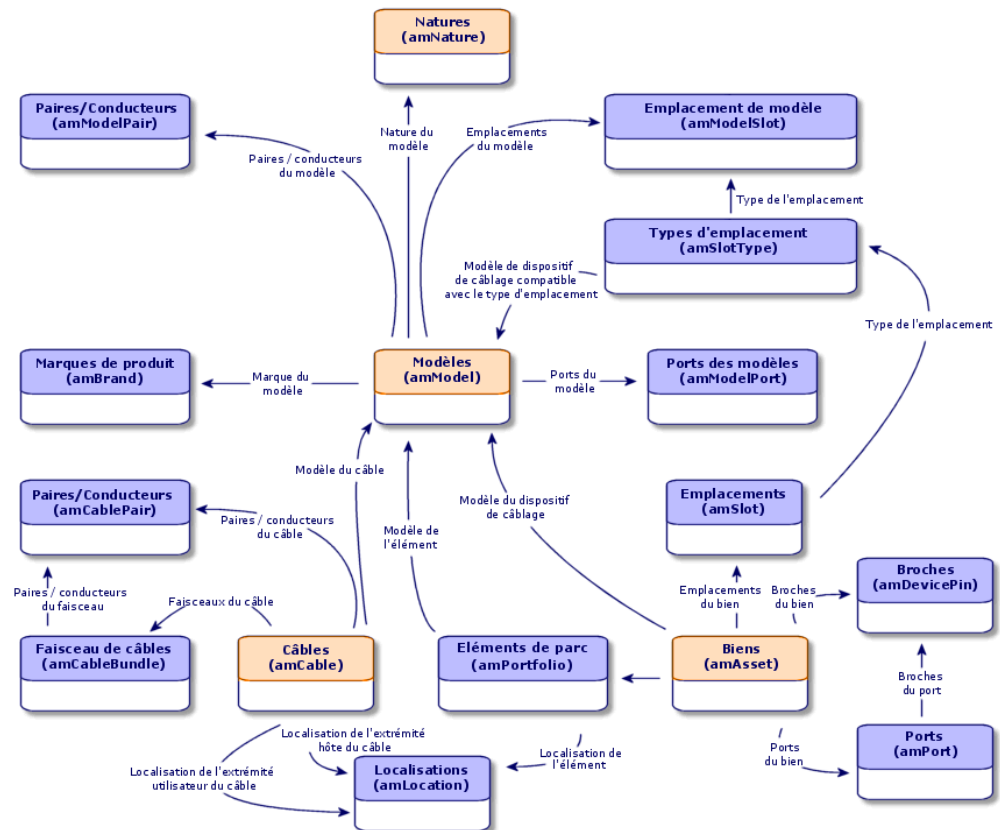 Natures
(amNature)
Paires/Conducteurs
(amModelPair)
Emplacement de modèle
(amModelSlot)
Nature du
modèle
Emplacements
du modèle
Paires / conducteurs
du modèle
Type de l'emplacement
Types d'emplacement
(amSlotType)
Modèle de dispositif
de câblage compatible
avec le type d'emplacement
Type de l'emplacement
Marques de produit
(amBrand)
Marque du
modèle
Modèles
(amModel)
Ports du
modèle
Ports des modèles
(amModelPort)
Modèle du câble
Paires/Conducteurs
(amCablePair)
Paires / conducteurs
du câble
Modèle de
l'élément
Modèle du dispositif
de câblage
Emplacements
(amSlot)
Broches
(amDevicePin)
Paires / conducteurs
du faisceau
Faisceaux du câble
Emplacements
du bien
Broches
du bien
Faisceau de câbles
(amCableBundle)
Câbles
(amCable)
Eléments de parc
(amPortfolio)
Biens
(amAsset)
Broches
du port
Localisation de l'extrémité
hôte du câble
Localisation de l'extrémité
utilisateur du câble
Localisations
(amLocation)
Localisation de
l'élément
Ports
du bien
Ports
(amPort)